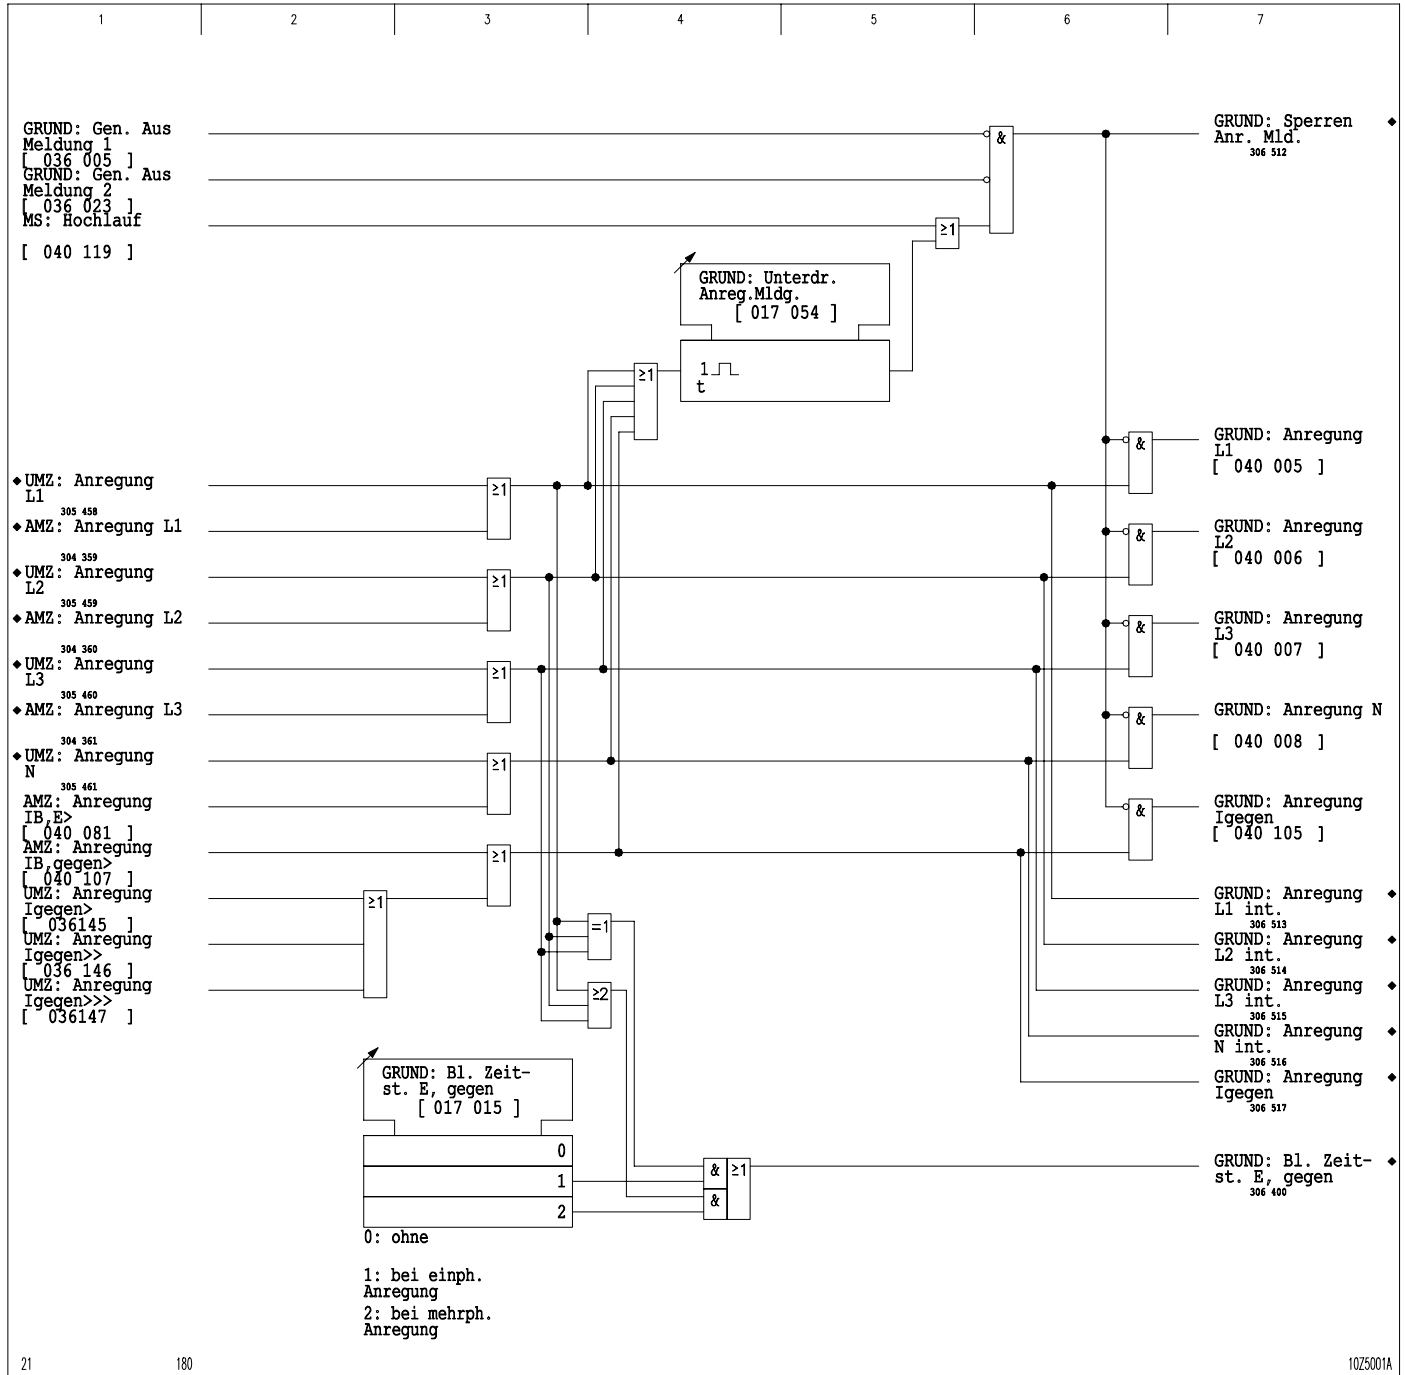 1 2 3 4 5 6 7
GRUND: Gen. Aus
Meldung 1
[ 036 005 ]
GRUND: Gen. Aus
Meldung 2
[ 036 023 ]
MS: Hochlauf
[ 040 119 ]
&
≥1
GRUND: Sperren ◆
Anr. Mld.
306 512
GRUND: Unterdr.
Anreg.Mldg.
[ 017 054 ]
1
t
≥1
◆ UMZ: Anregung
L1
305 458
◆ AMZ: Anregung L1
304 359
◆ UMZ: Anregung
L2
305 459
◆ AMZ: Anregung L2
304 360
◆ UMZ: Anregung
L3
305 460
◆ AMZ: Anregung L3
304 361
◆ UMZ: Anregung
N
305 461
AMZ: Anregung
IB,E>
[ 040 081 ]
AMZ: Anregung
IB,gegen>
[ 040 107 ]
UMZ: Anregung
Igegen>
[ 036145 ]
UMZ: Anregung
Igegen>>
[ 036 146 ]
UMZ: Anregung
Igegen>>>
[ 036147 ]
≥1
≥1
≥1
≥1
≥1
≥1
=1
≥2
&
&
&
&
&
GRUND: Anregung
L1
[ 040 005 ]
GRUND: Anregung
L2
[ 040 006 ]
GRUND: Anregung
L3
[ 040 007 ]
GRUND: Anregung N
[ 040 008 ]
GRUND: Anregung
Igegen
[ 040 105 ]
GRUND: Anregung ◆
L1 int.
306 513
GRUND: Anregung ◆
L2 int.
306 514
GRUND: Anregung ◆
L3 int.
306 515
GRUND: Anregung ◆
N int.
306 516
GRUND: Anregung ◆
Igegen
306 517
GRUND: Bl. Zeit-
st. E, gegen
[ 017 015 ]
0
1
2
& ≥1
&
GRUND: Bl. Zeit- ◆
st. E, gegen
306 400
0: ohne
1: bei einph.
Anregung
2: bei mehrph.
Anregung
21 180 10Z5001A